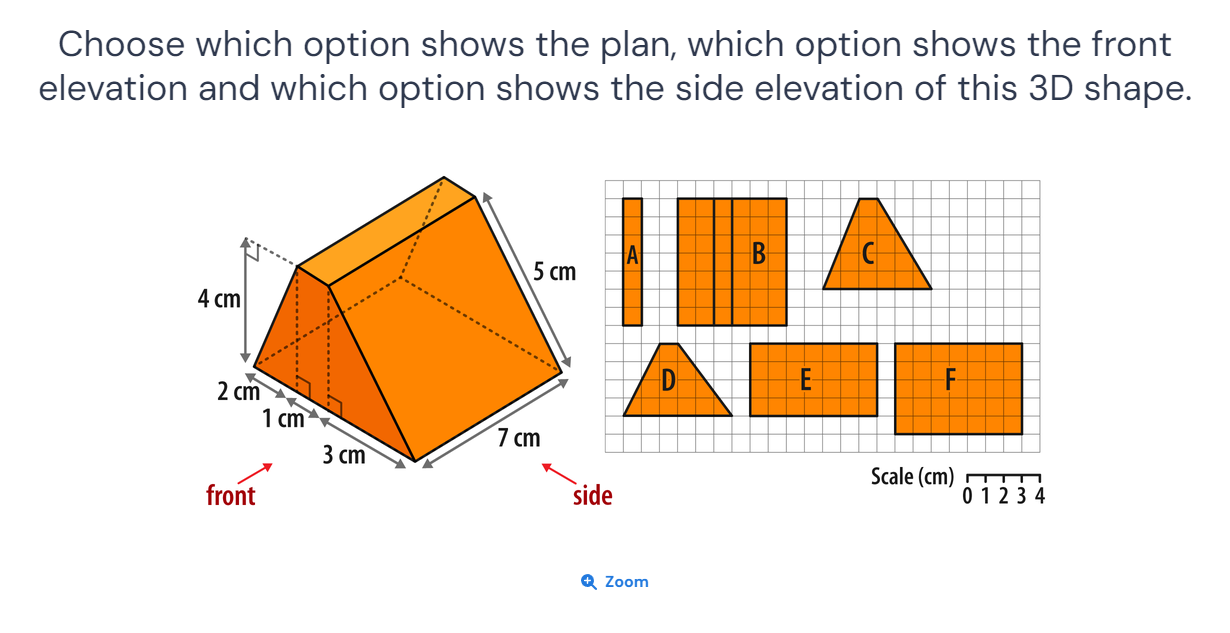 Choose which option shows the plan, which option shows the front
elevation and which option shows the side elevation of this 3D shape.
A
B
C
5 cm
4 cm
D
E
F
2 cm
1 cm
3 cm
7 cm
front
side
Scale (cm)
0 1 2 3 4
Zoom